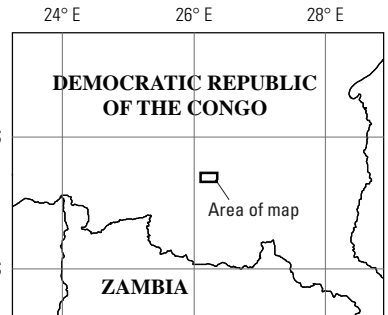 24° E 26° E 28° E
DEMOCRATIC REPUBLIC
OF THE CONGO
S
Area of map
S
ZAMBIA